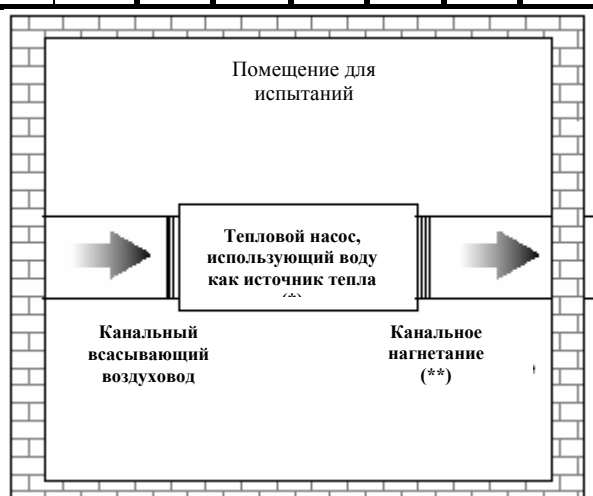 Помещение для
испытаний
Тепловой насос,
использующий воду
как источник тепла
(*)
Канальный
всасывающий
воздуховод
Канальное
нагнетание
(**)